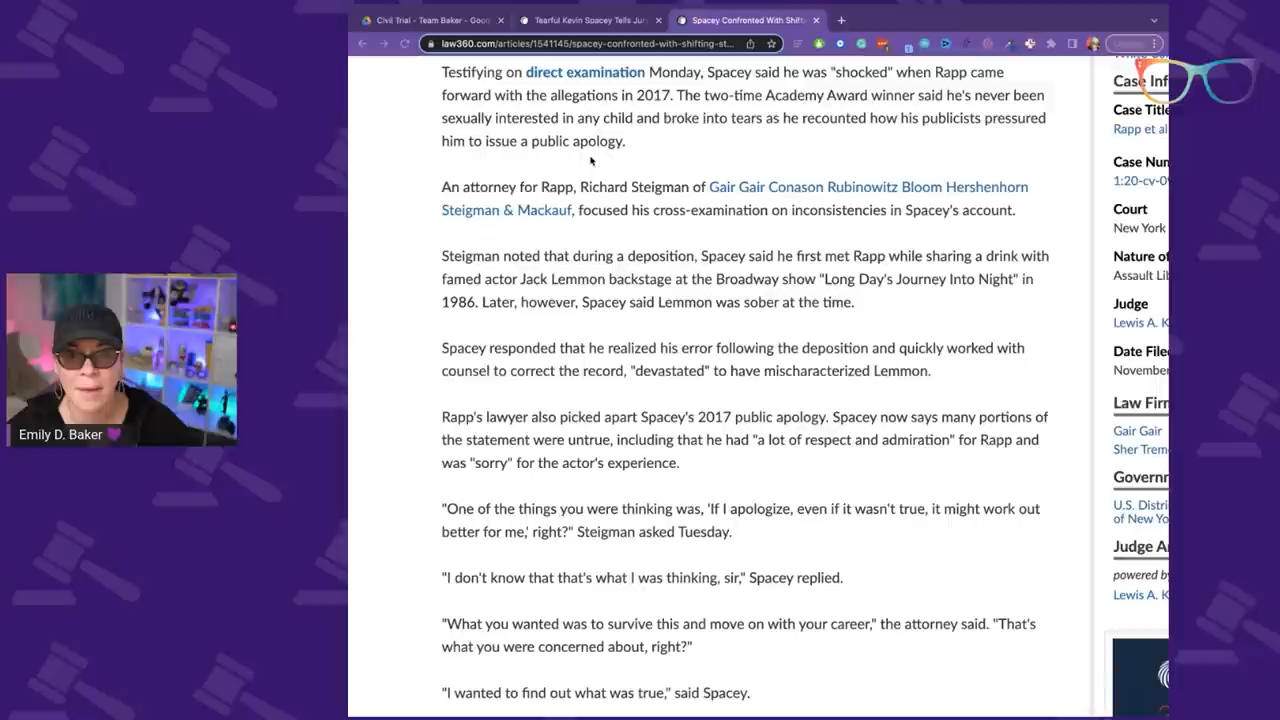 Civil Trial - Team Baker - Goo
Tearful Kevin Spacey Tells Jur
Spacey Confronted With Shift
law360.com/articles/1541145/spacey-confronted-with-shifting-st...
Testifying on direct examination Monday, Spacey said he was "shocked" when Rapp came
forward with the allegations in 2017. The two-time Academy Award winner said he's never been
sexually interested in any child and broke into tears as he recounted how his publicists pressured
him to issue a public apology.
An attorney for Rapp, Richard Steigman of Gair Gair Conason Rubinowitz Bloom Hershenhorn
Steigman & Mackauf, focused his cross-examination on inconsistencies in Spacey's account.
Steigman noted that during a deposition, Spacey said he first met Rapp while sharing a drink with
famed actor Jack Lemmon backstage at the Broadway show "Long Day's Journey Into Night" in
1986. Later, however, Spacey said Lemmon was sober at the time.
Spacey responded that he realized his error following the deposition and quickly worked with
counsel to correct the record, "devastated" to have mischaracterized Lemmon.
Rapp's lawyer also picked apart Spacey's 2017 public apology. Spacey now says many portions of
the statement were untrue, including that he had "a lot of respect and admiration" for Rapp and
was "sorry" for the actor's experience.
"One of the things you were thinking was, 'If I apologize, even if it wasn't true, it might work out
better for me,' right?" Steigman asked Tuesday.
"I don't know that that's what I was thinking, sir," Spacey replied.
"What you wanted was to survive this and move on with your career," the attorney said. "That's
what you were concerned about, right?"
"I wanted to find out what was true," said Spacey.
Case Inf
Case Title
Rapp et al
Case Num
1:20-cv-0
Court
New York
Nature of
Assault Lib
Judge
Lewis A. K
Date File
November
Law Firm
Gair Gair
Sher Trem
Governm
U.S. Distri
of New Yo
Judge An
powered by
Lewis A. K
Emily D. Baker